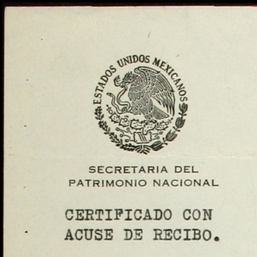 ESTADOS UNIDOS MEXICANOS
SECRETARIA DEL
PATRIMONIO NACIONAL
CERTIFICADO CON
ACUSE DE RECIBO.